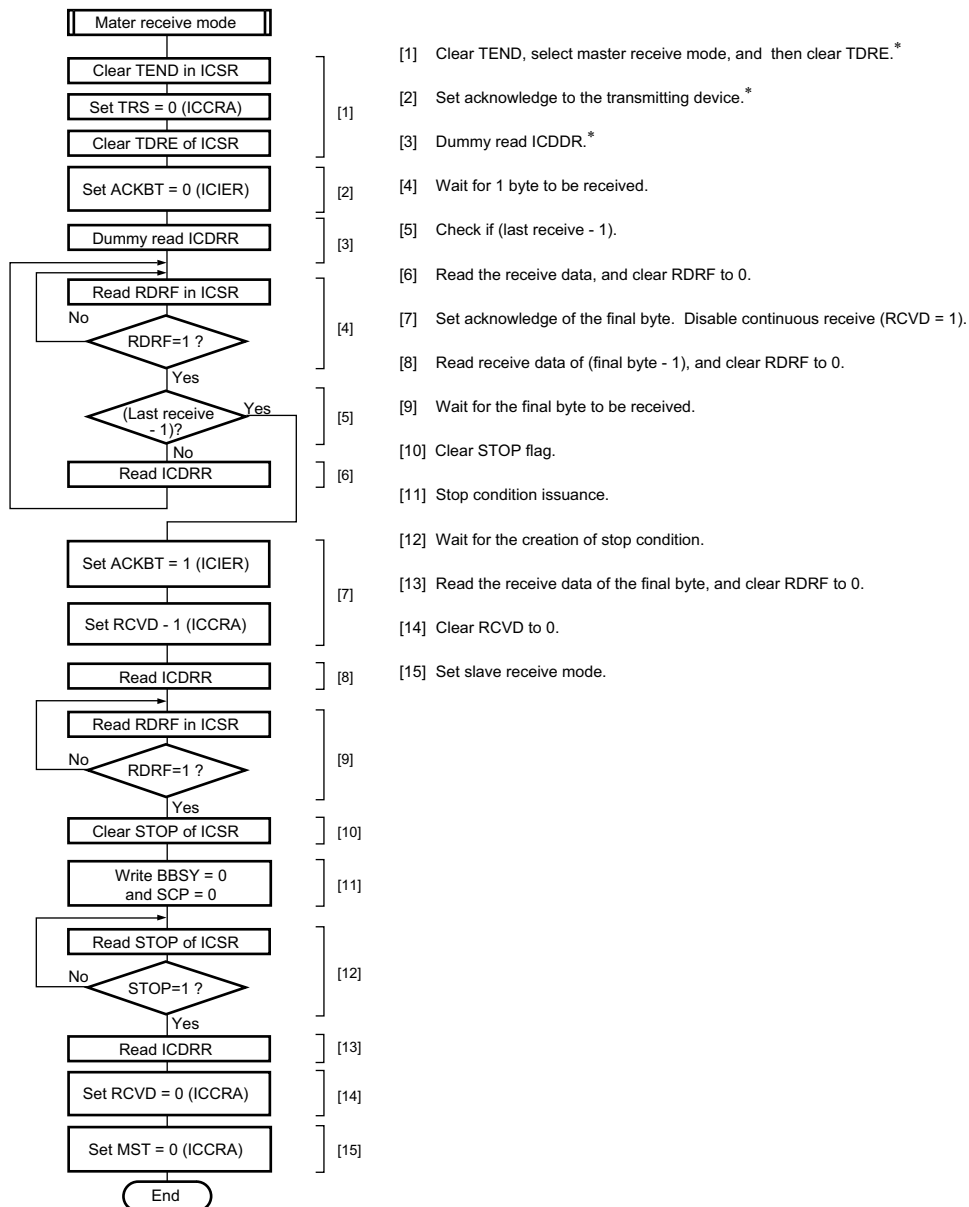 Mater receive mode
Clear TEND in ICSR
Set TRS = 0 (ICCRA)
Clear TDRE of ICSR
[1]
Set ACKBT = 0 (ICIER)
[2]
Dummy read ICDRR
[3]
Read RDRF in ICSR
No
RDRF=1 ?
[4]
Yes
(Last receive
- 1)?
Yes
[5]
No
Read ICDRR
[6]
Set ACKBT = 1 (ICIER)
[7]
Set RCVD - 1 (ICCRA)
Read ICDRR
[8]
Read RDRF in ICSR
No
RDRF=1 ?
[9]
Yes
Clear STOP of ICSR
[10]
Write BBSY = 0
and SCP = 0
[11]
Read STOP of ICSR
No
STOP=1 ?
[12]
Yes
Read ICDRR
[13]
Set RCVD = 0 (ICCRA)
[14]
Set MST = 0 (ICCRA)
[15]
End
[1] Clear TEND, select master receive mode, and then clear TDRE.*
[2] Set acknowledge to the transmitting device.*
[3] Dummy read ICDDR.*
[4] Wait for 1 byte to be received.
[5] Check if (last receive - 1).
[6] Read the receive data, and clear RDRF to 0.
[7] Set acknowledge of the final byte. Disable continuous receive (RCVD = 1).
[8] Read receive data of (final byte - 1), and clear RDRF to 0.
[9] Wait for the final byte to be received.
[10] Clear STOP flag.
[11] Stop condition issuance.
[12] Wait for the creation of stop condition.
[13] Read the receive data of the final byte, and clear RDRF to 0.
[14] Clear RCVD to 0.
[15] Set slave receive mode.